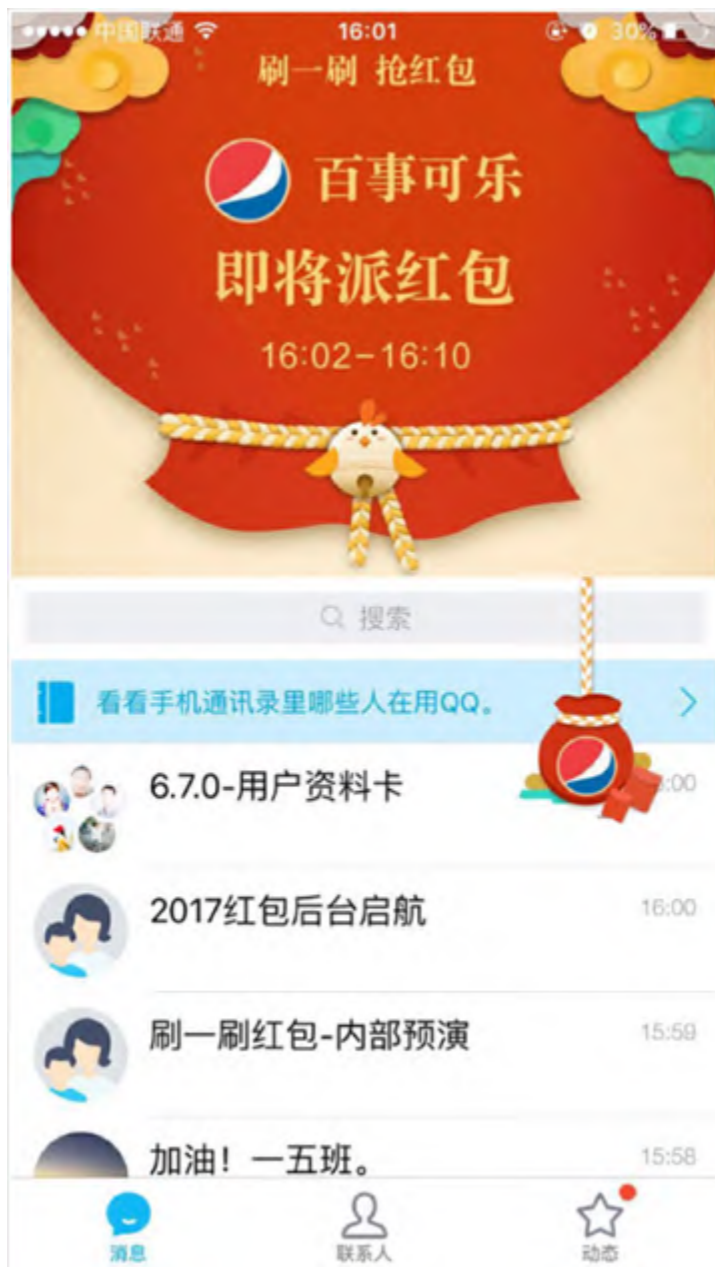 中国联通 16:01 30%
刷一刷 抢红包
百事可乐
即将派红包
16:02-16:10
搜索
看看手机通讯录里哪些人在用QQ。
6.7.0-用户资料卡
2017红包后台启航 16:00
刷一刷红包-内部预演 15:59
加油！一五班。 15:58
消息 联系人 动态